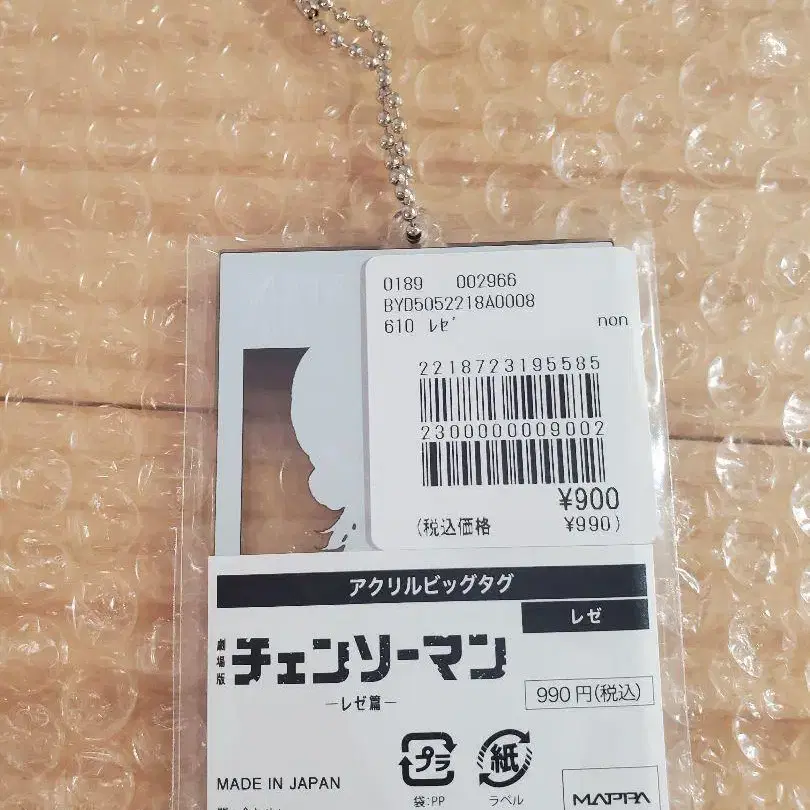 0189 002966
BYD5052218A0008
610 ﾚｾﾞ non
2218723195585
2300000009002
¥900
(税込価格 ¥990)
アクリルビッグタグ
レゼ
劇場版
チェンソーマン
―レゼ篇―
990円(税込)
プラ
紙
MADE IN JAPAN
袋:PP
ラベル
MAPPA